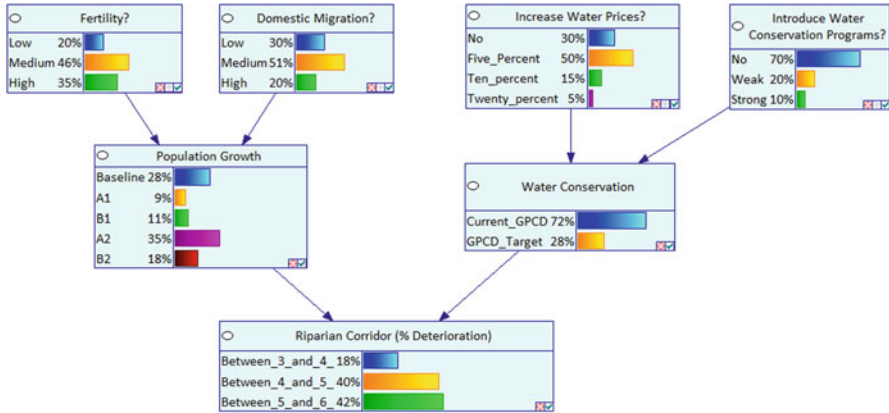 Fertility?
Low 20%
Medium 46%
High 35%
Domestic Migration?
Low 30%
Medium 51%
High 20%
Increase Water Prices?
No 30%
Five_Percent 50%
Ten_percent 15%
Twenty_percent 5%
Introduce Water
Conservation Programs?
No 70%
Weak 20%
Strong 10%
Population Growth
Baseline 28%
A1 9%
B1 11%
A2 35%
B2 18%
Water Conservation
Current_GPCD 72%
GPCD_Target 28%
Riparian Corridor (% Deterioration)
Between_3_and_4_ 18%
Between_4_and_5_ 40%
Between_5_and_6_ 42%